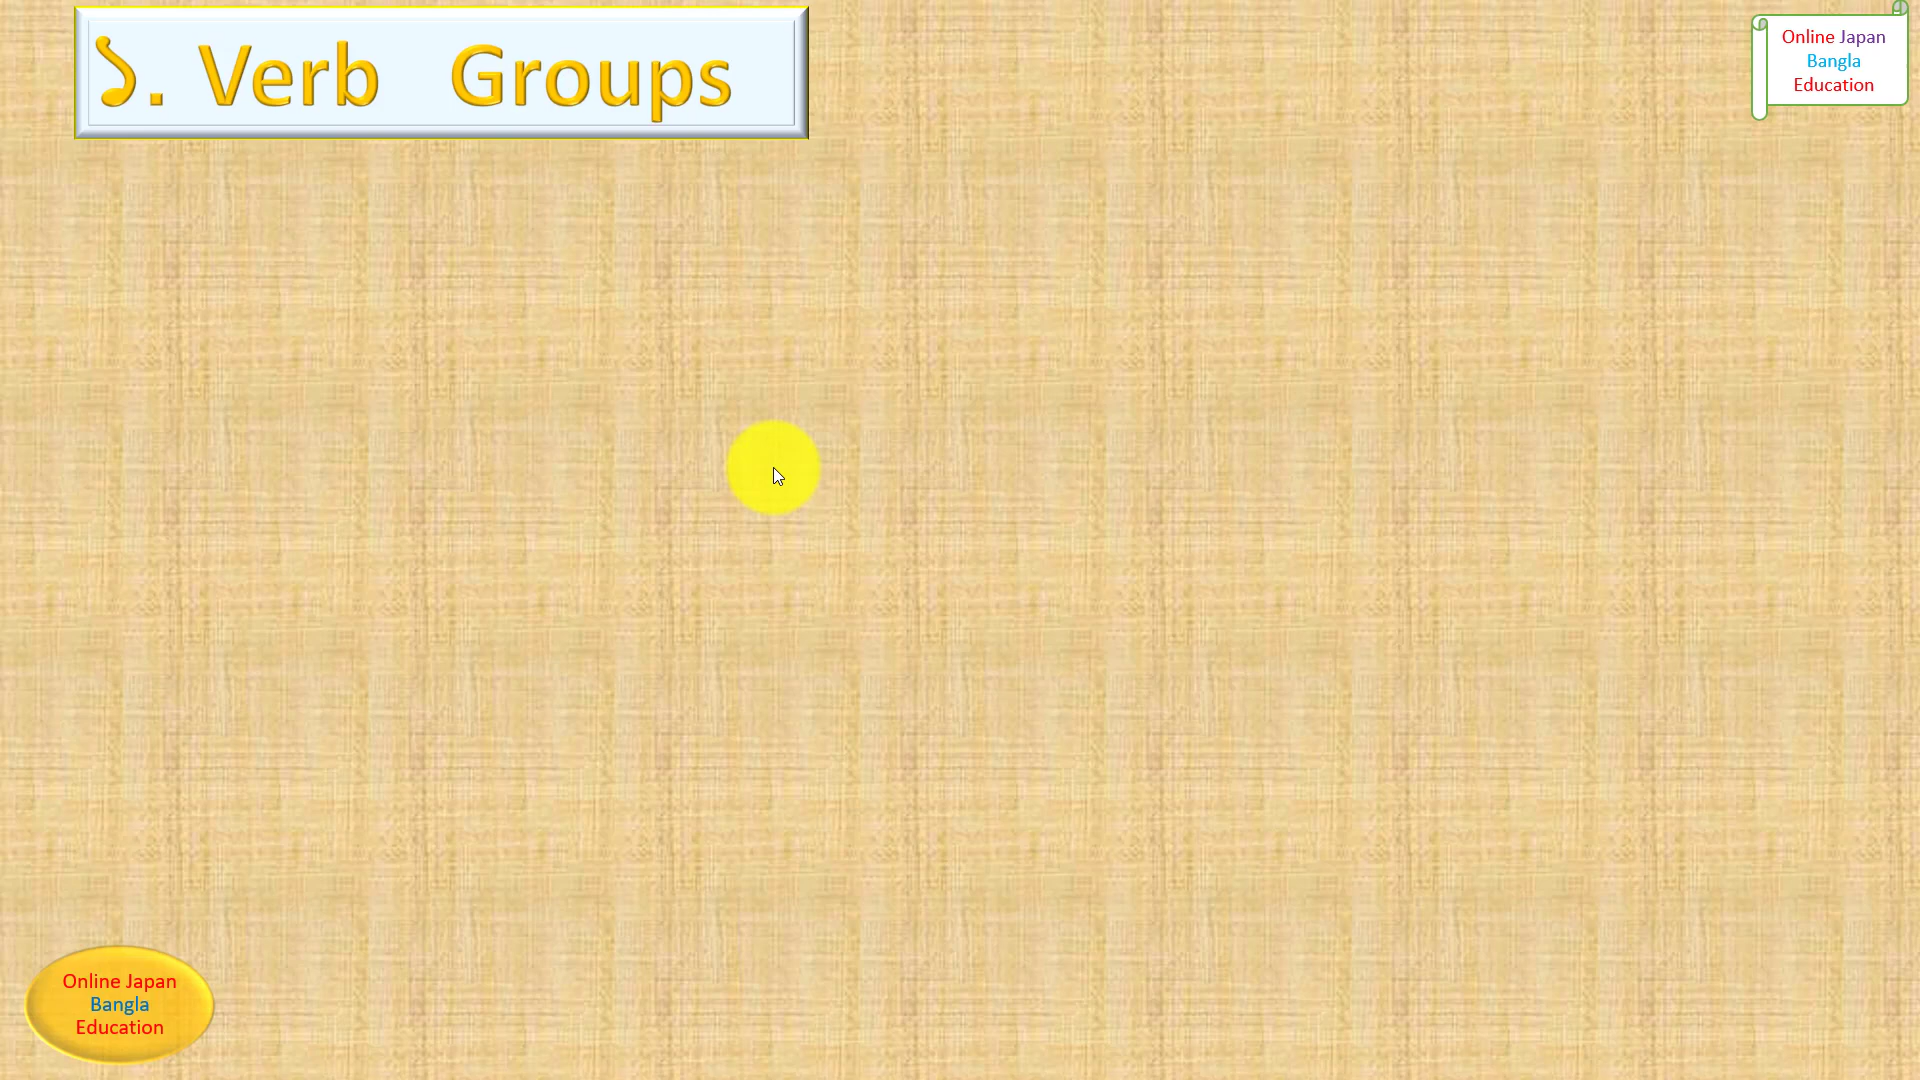 ১. Verb Groups
Online Japan
Bangla
Education
Online Japan
Bangla
Education